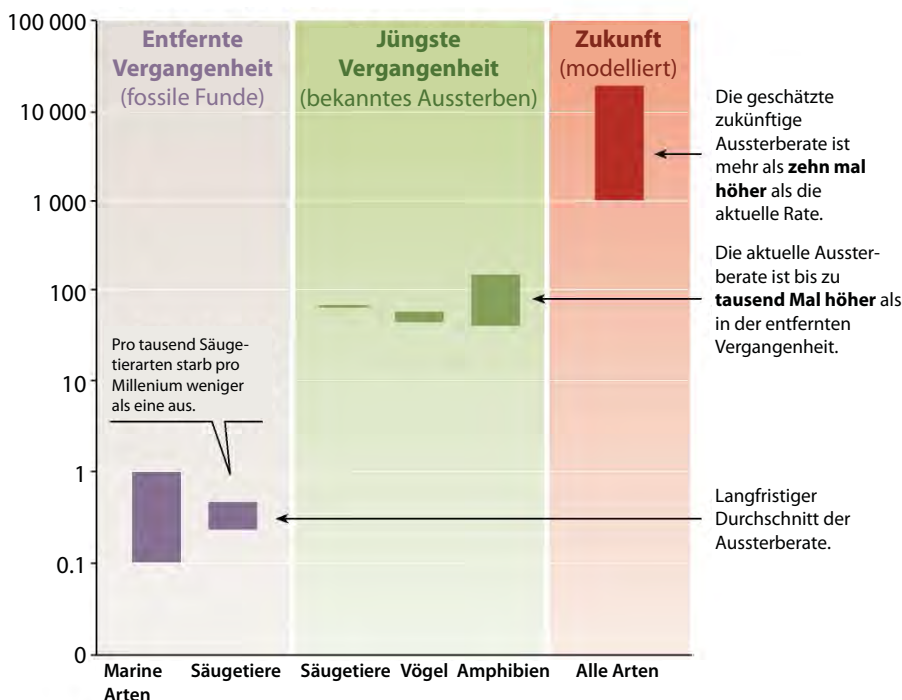 100 000
10 000
1 000
100
10
1
0.1
0
Entfernte
Vergangenheit
(fossile Funde)
Jüngste
Vergangenheit
(bekanntes Aussterben)
Zukunft
(modelliert)
Die geschätzte
zukünftige
Aussterberate ist
mehr als zehn mal
höher als die
aktuelle Rate.
Die aktuelleAusster-
berate ist bis zu
tausend Mal höher als
in der entfernten
Vergangenheit.
Pro tausend Säuge-
tierarten starb pro
Millenium weniger
als eine aus.
Langfristiger
Durchschnitt der
Aussterberate.
Marine
Arten
Säugetiere
Säugetiere
Vögel
Amphibien
Alle Arten